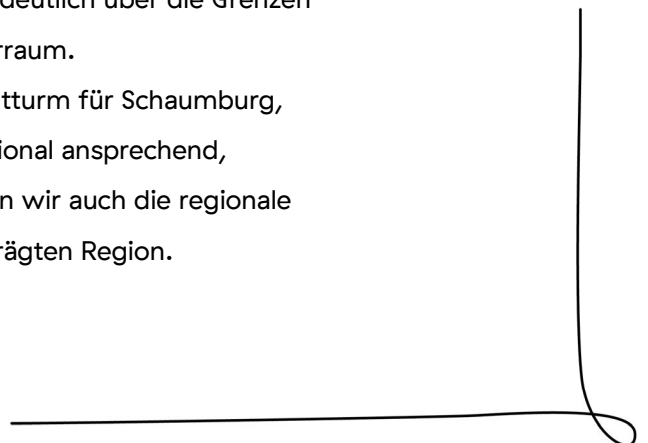 deutlich über die Grenzen
rraum.
tturm für Schaumburg,
ional ansprechend,
n wir auch die regionale
rägten Region.